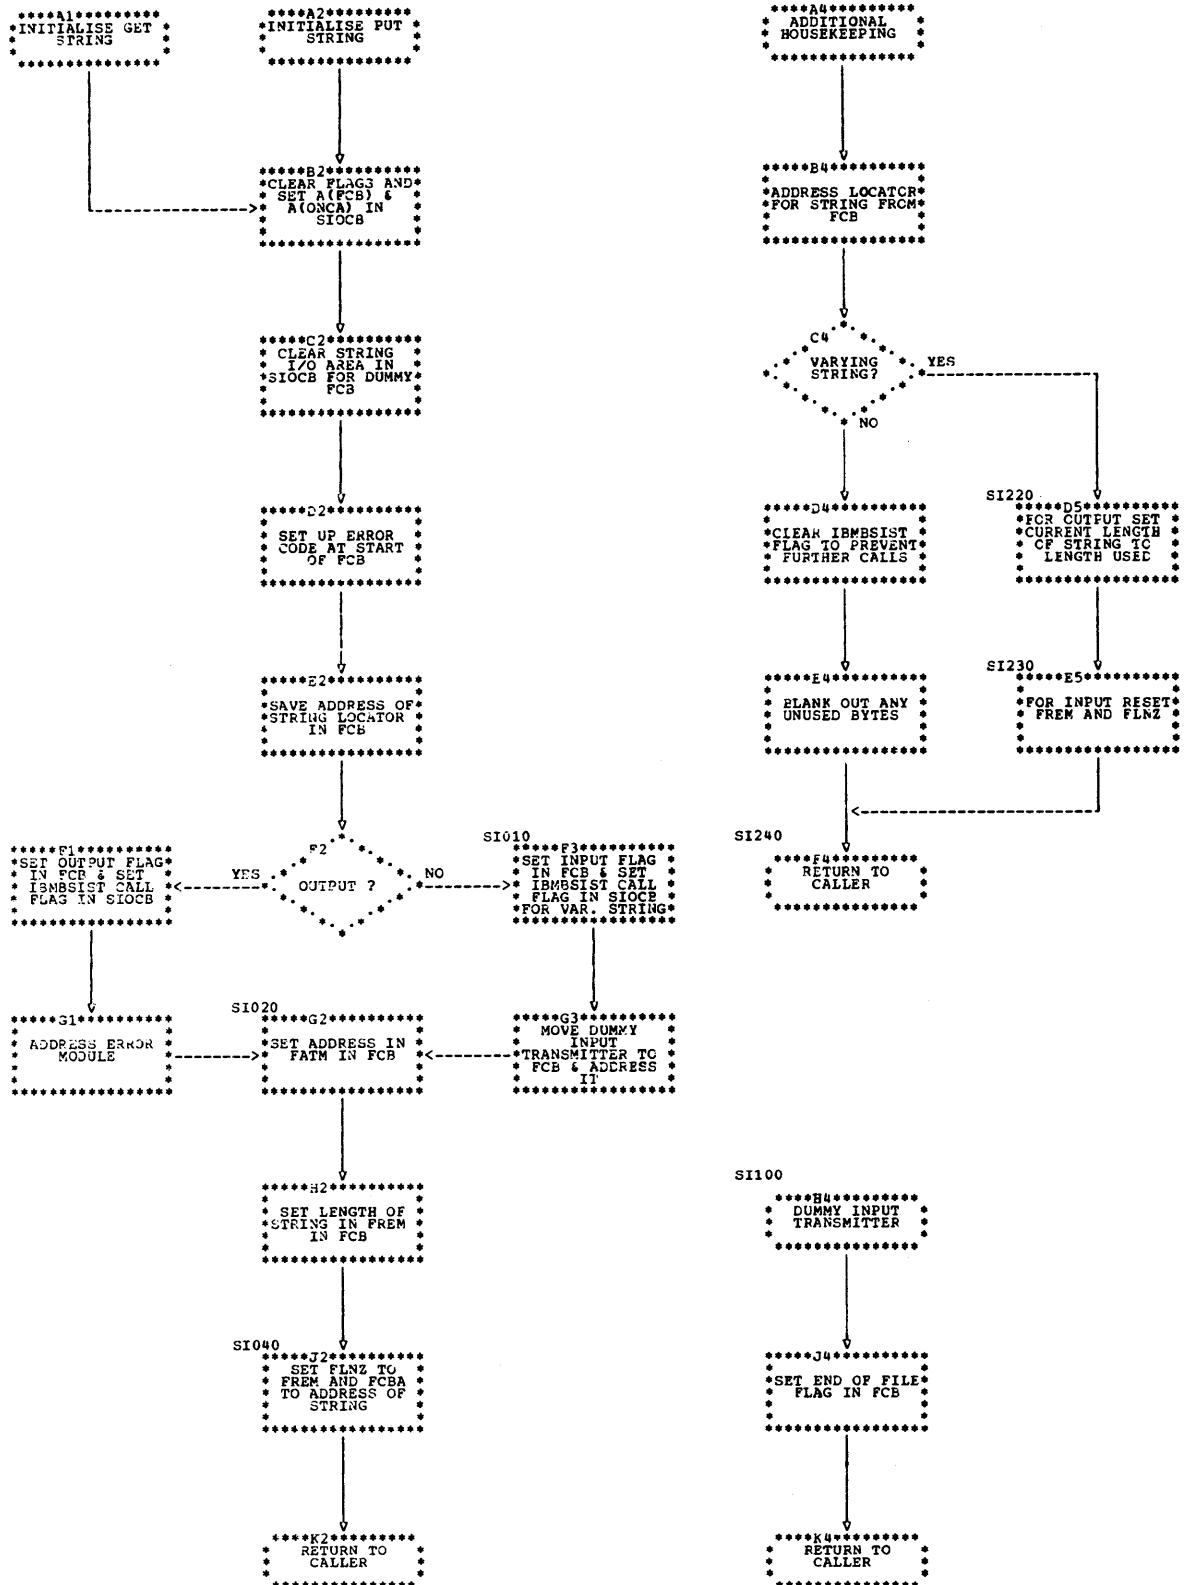 A1
INITIALISE GET
STRING
A2
INITIALISE PUT
STRING
B2
CLEAR FLAGS AND
SET A(FCB) &
A(ONCA) IN
SIOCB
C2
CLEAR STRING
I/O AREA IN
SIOCB FOR DUMMY
FCB
D2
SET UP ERROR
CODE AT START
OF FCB
E2
SAVE ADDRESS OF
STRING LOCATOR
IN FCB
F2
OUTPUT ?
YES
NO
F1
SET OUTPUT FLAG
IN FCB & SET
IBMBSIST CALL
FLAG IN SIOCB
SI010
F3
SET INPUT FLAG
IN FCB & SET
IBMBSIST CALL
FLAG IN SIOCB
FOR VAR. STRING
G1
ADDRESS ERROR
MODULE
SI020
G2
SET ADDRESS IN
FATM IN FCB
G3
MOVE DUMMY
INPUT
TRANSMITTER TO
FCB & ADDRESS
IT
H2
SET LENGTH OF
STRING IN FREM
IN FCB
SI040
J2
SET FLNZ TO
FREM AND FCBA
TO ADDRESS OF
STRING
K2
RETURN TO
CALLER
A4
ADDITIONAL
HOUSEKEEPING
B4
ADDRESS LOCATOR
FOR STRING FROM
FCB
C4
VARYING
STRING?
YES
NO
D4
CLEAR IBMBSIST
FLAG TO PREVENT
FURTHER CALLS
SI220
D5
FOR OUTPUT SET
CURRENT LENGTH
OF STRING TO
LENGTH USED
E4
BLANK OUT ANY
UNUSED BYTES
SI230
E5
FOR INPUT RESET
FREM AND FLNZ
SI240
F4
RETURN TO
CALLER
SI100
H4
DUMMY INPUT
TRANSMITTER
J4
SET END OF FILE
FLAG IN FCB
K4
RETURN TO
CALLER